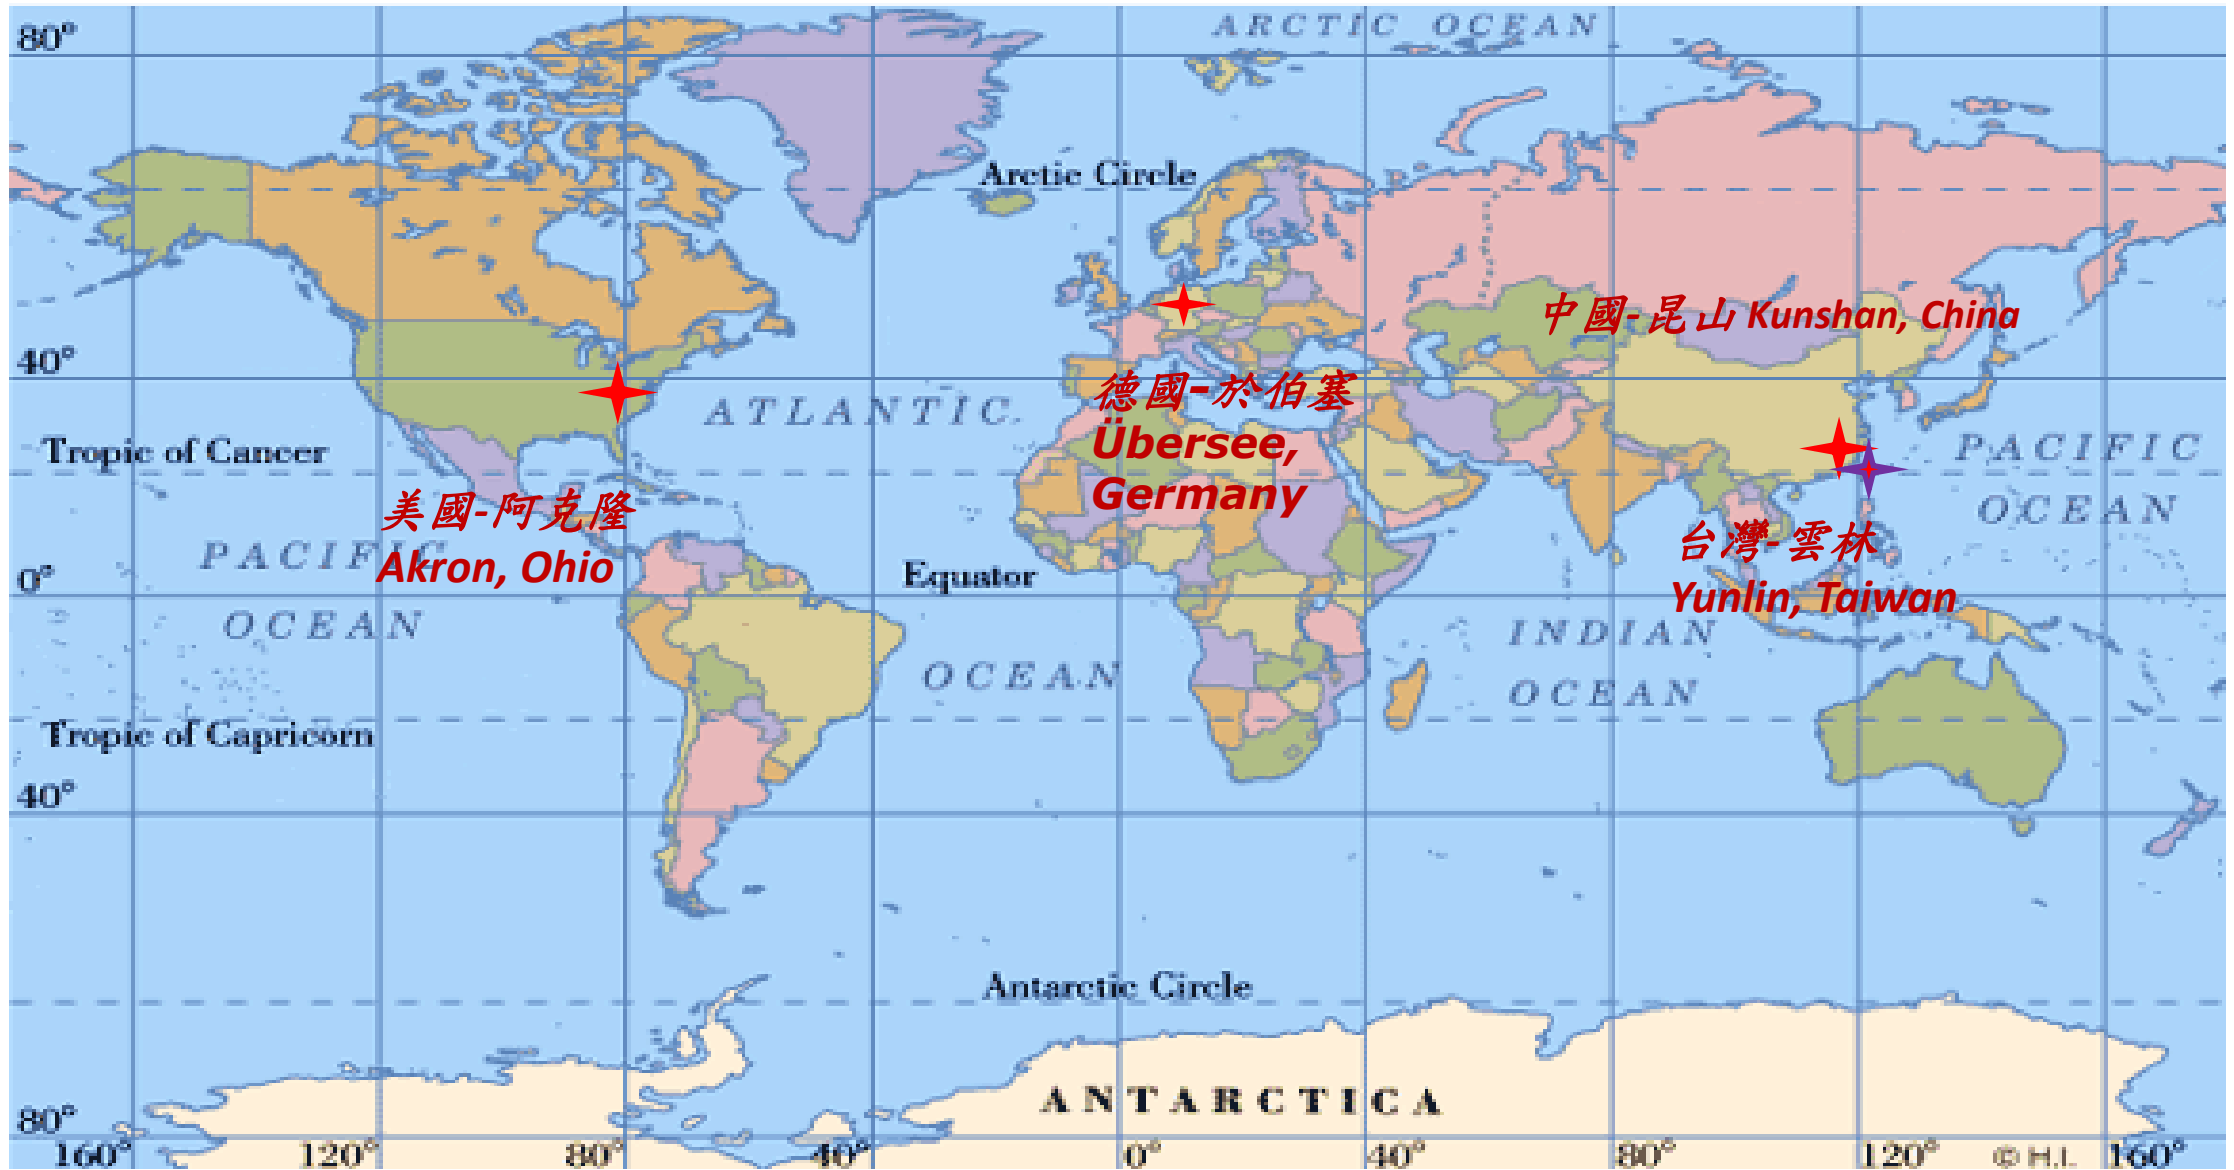 ARCTIC OCEAN
80°
Arctic Circle
中國-昆山 Kunshan, China
40°
德國-於伯塞
Übersee,
Germany
ATLANTIC
Tropic of Cancer
PACIFIC
OCEAN
美國-阿克隆
Akron, Ohio
PACIFIC
OCEAN
台灣-雲林
Yunlin, Taiwan
0°
Equator
INDIAN
OCEAN
OCEAN
Tropic of Capricorn
40°
Antarctic Circle
ANTARCTICA
80°
160° 120° 80° 40° 0° 40° 80° 120° © H.I. 160°